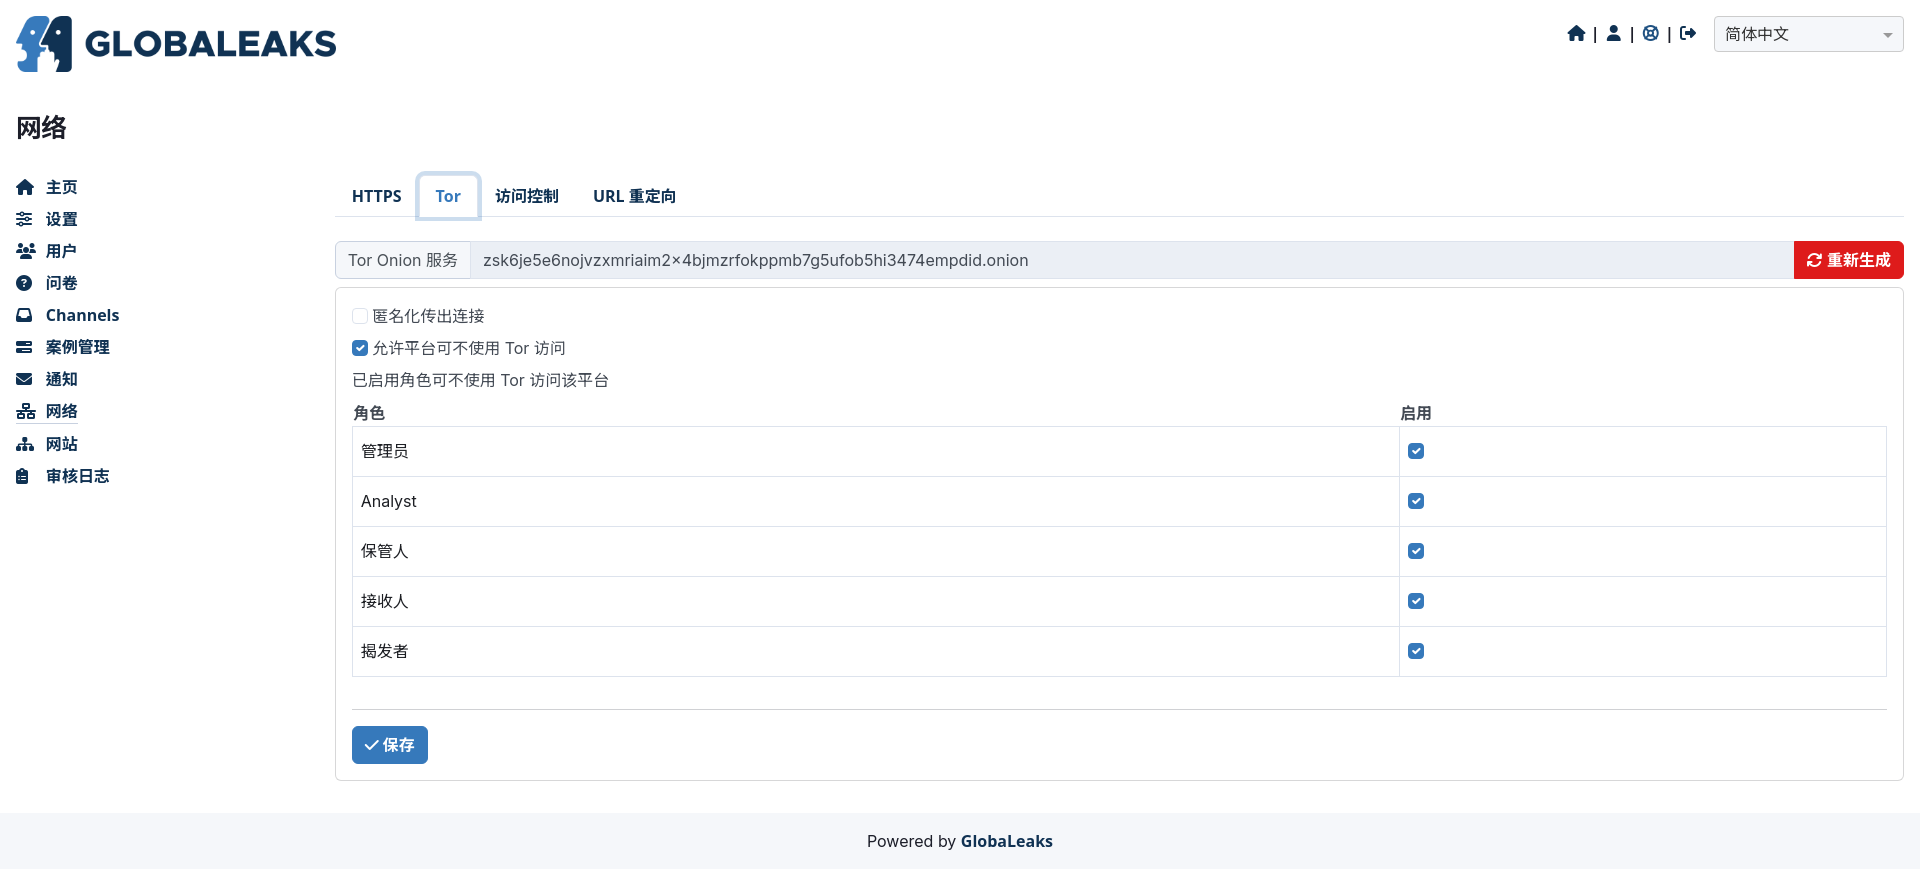 GLOBALEAKS
| | |
简体中文
网络
主页
设置
用户
问卷
Channels
案例管理
通知
网络
网站
审核日志
HTTPS Tor 访问控制 URL 重定向
Tor Onion 服务 zsk6je5e6nojvzxmriaim2x4bjmzrfokppmb7g5ufob5hi3474empdid.onion 重新生成
匿名化传出连接
允许平台可不使用 Tor 访问
已启用角色可不使用 Tor 访问该平台
角色 启用
管理员
Analyst
保管人
接收人
揭发者
保存
Powered by GlobaLeaks